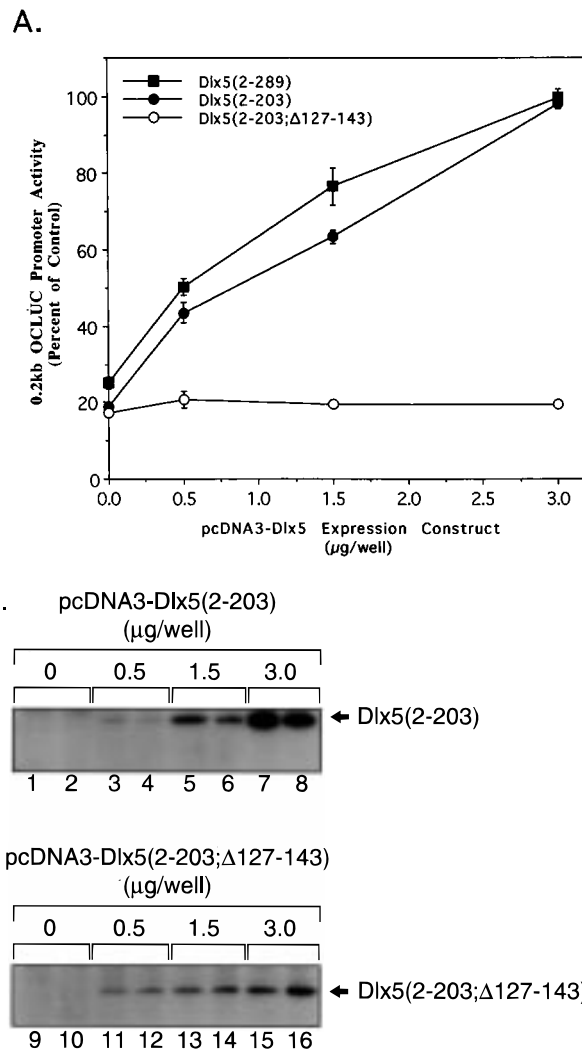 A.
Dlx5(2-289)
Dlx5(2-203)
Dlx5(2-203;Δ127-143)
0.2kb OCLUC Promoter Activity
(Percent of Control)
100
80
60
40
20
0
0.0 0.5 1.0 1.5 2.0 2.5 3.0
pcDNA3-Dlx5 Expression Construct
(µg/well)
pcDNA3-Dlx5(2-203)
(µg/well)
0 0.5 1.5 3.0
Dlx5(2-203)
1 2 3 4 5 6 7 8
pcDNA3-Dlx5(2-203;Δ127-143)
(µg/well)
0 0.5 1.5 3.0
Dlx5(2-203;Δ127-143)
9 10 11 12 13 14 15 16